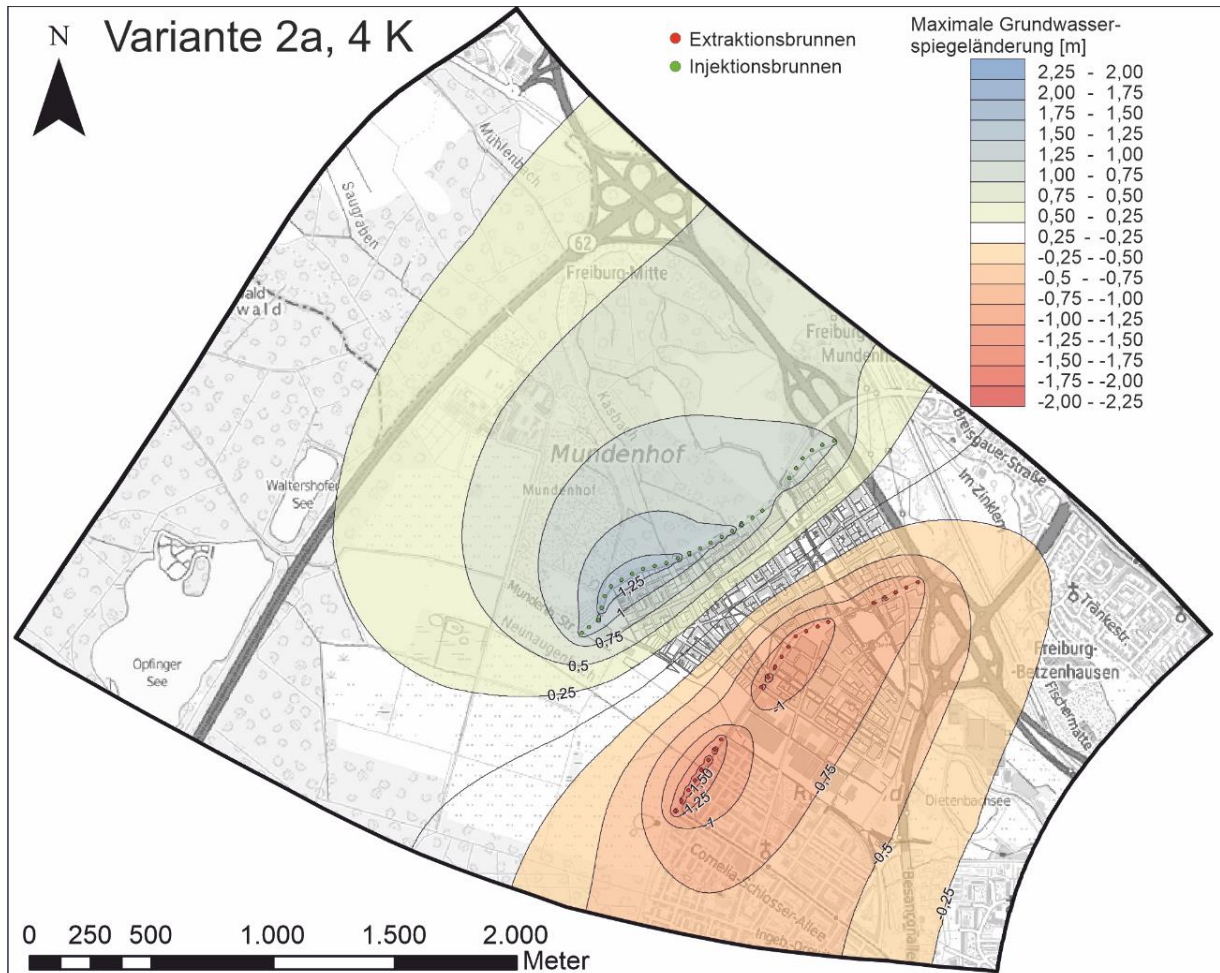 N
Variante 2a, 4 K
Extraktionsbrunnen
Injektionsbrunnen
Maximale Grundwasser-
spiegeländerung [m]
2,25 - 2,00
2,00 - 1,75
1,75 - 1,50
1,50 - 1,25
1,25 - 1,00
1,00 - 0,75
0,75 - 0,50
0,50 - 0,25
0,25 - -0,25
-0,25 - -0,50
-0,5 - -0,75
-0,75 - -1,00
-1,00 - -1,25
-1,25 - -1,50
-1,50 - -1,75
-1,75 - -2,00
-2,00 - -2,25
Mühlenbach
Saugraben
62
Freiburg-Mitte
wald
Freiburg-
Mundenhof
Käshach
Mundenhof
Mundenhof
Waltershofer
See
Breisgauer-Straße
Im Zinklern
1,25
1
0,75
0,5
0,25
Opfinger
See
Tränkestr.
Freiburg-
-Betzenhausen
Fischermatte
-1
-1,50
-1,25
-1
-0,75
Dietenbachsee
-0,5
-0,25
Cornelia-Schlosser-Allee
Besançonallee
0 250 500 1.000 1.500 2.000
Meter